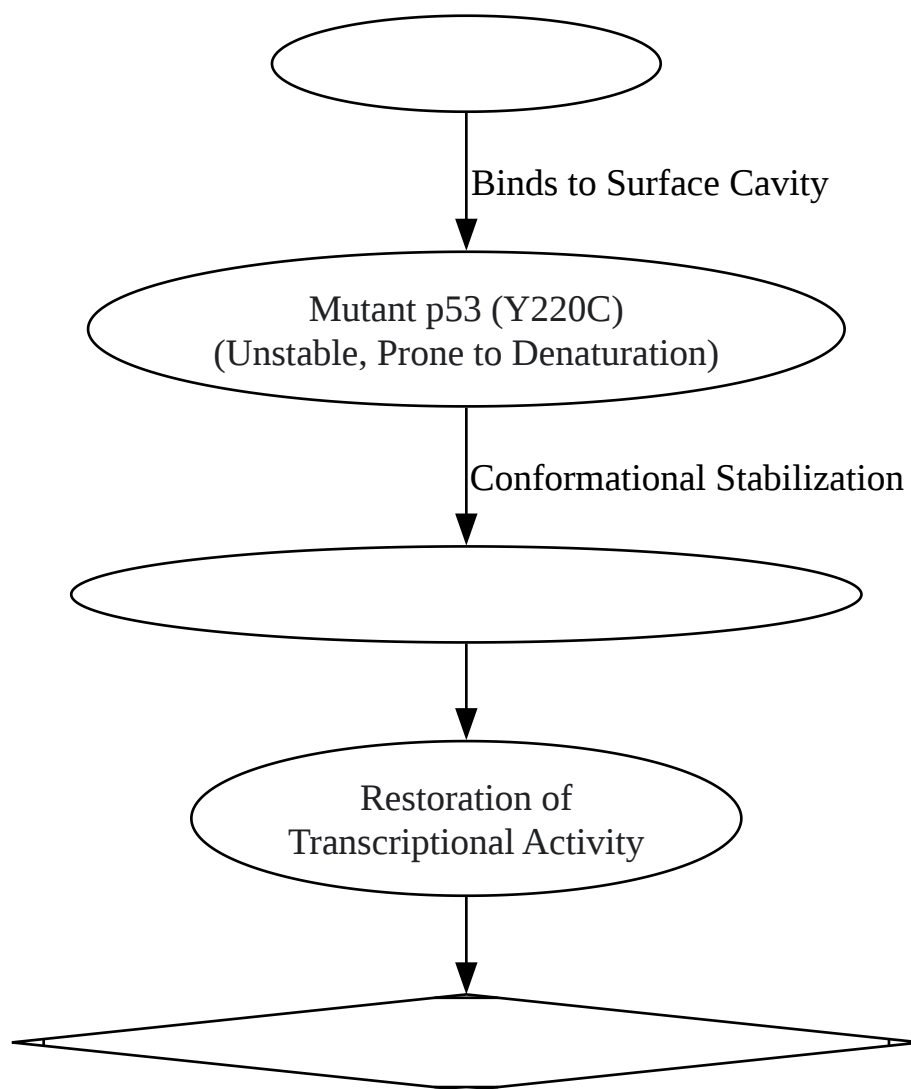 Binds to Surface Cavity
Mutant p53 (Y220C)
(Unstable, Prone to Denaturation)
Conformational Stabilization
Restoration of
Transcriptional Activity